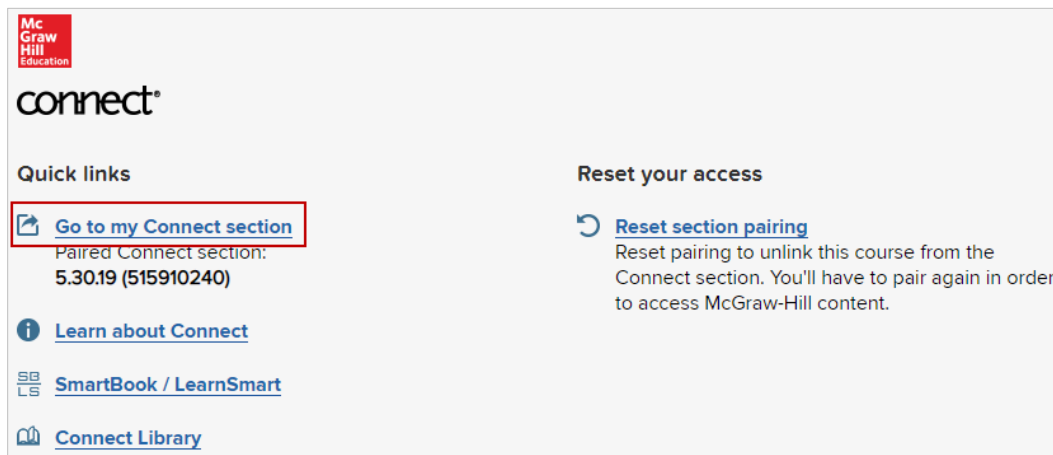 Mc
Graw
Hill
Education
connect®
Quick links
Go to my Connect section
Paired Connect section:
5.30.19 (515910240)
Learn about Connect
SB
LS
SmartBook / LearnSmart
Connect Library
Reset your access
Reset section pairing
Reset pairing to unlink this course from the
Connect section. You'll have to pair again in order
to access McGraw-Hill content.